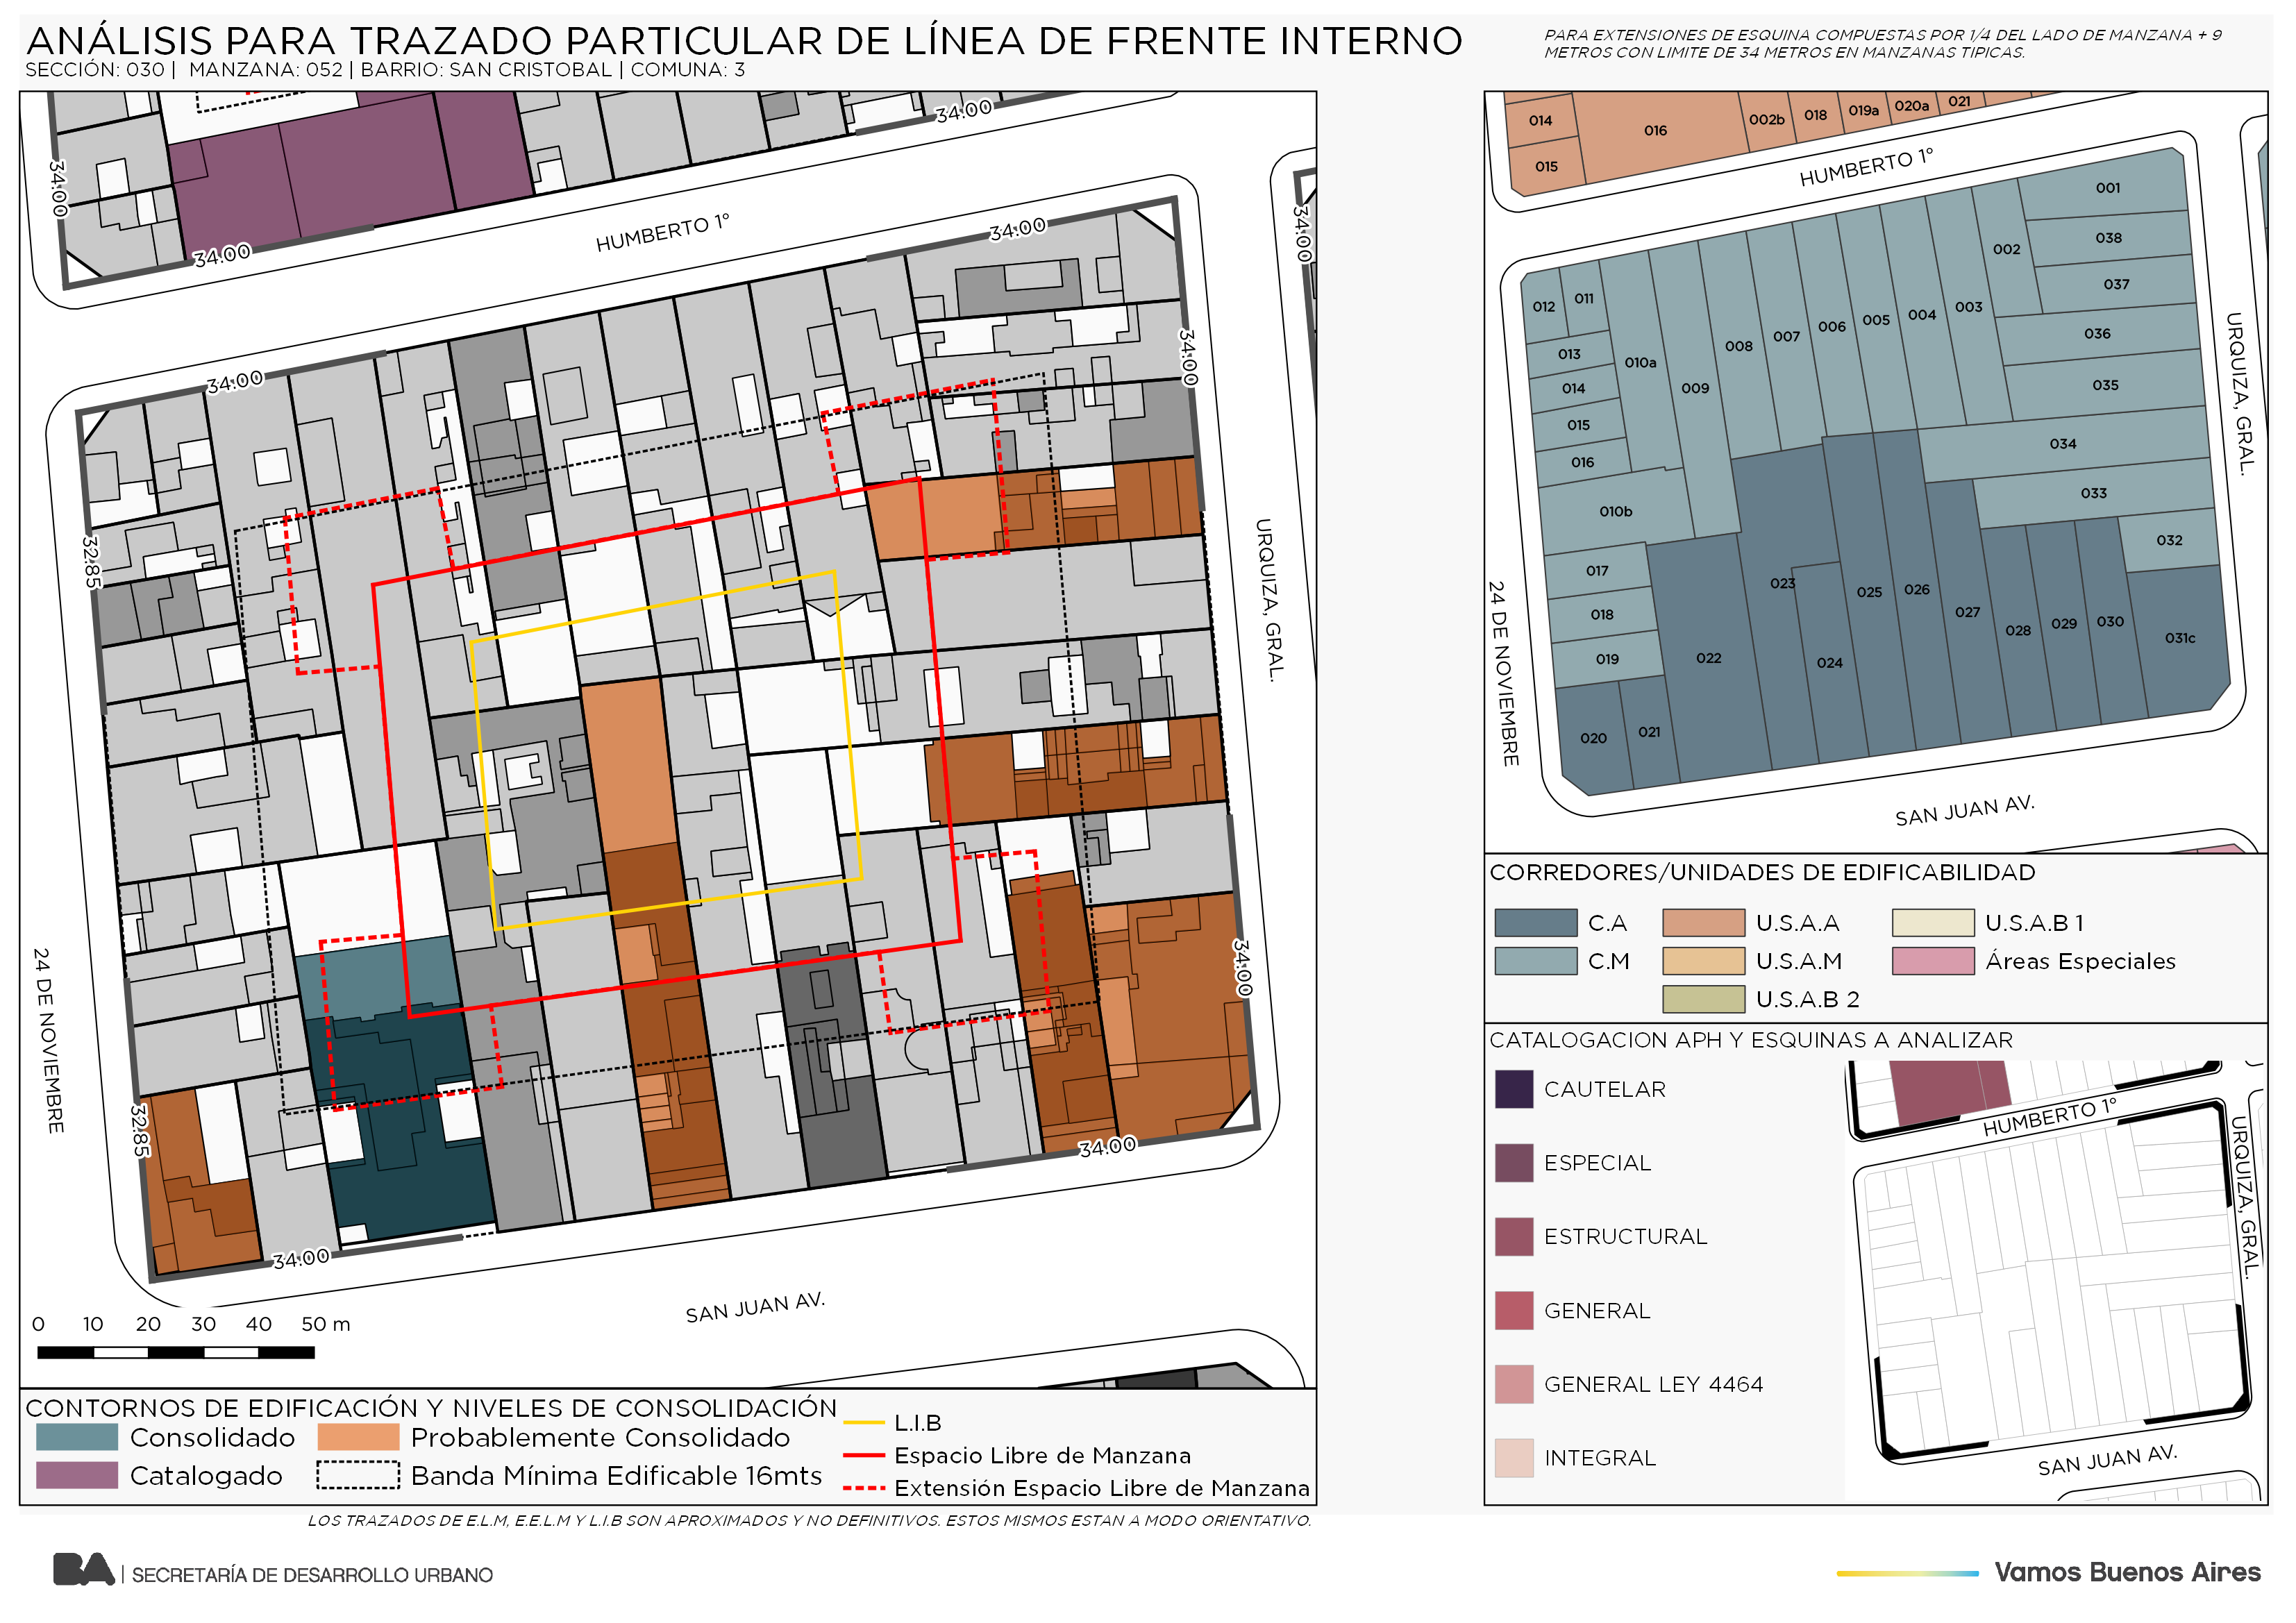 ANÁLISIS PARA TRAZADO PARTICULAR DE LÍNEA DE FRENTE INTERNO
SECCIÓN: 030 | MANZANA: 052 | BARRIO: SAN CRISTOBAL | COMUNA: 3
PARA EXTENSIONES DE ESQUINA COMPUESTAS POR 1/4 DEL LADO DE MANZANA + 9
METROS CON LIMITE DE 34 METROS EN MANZANAS TIPICAS.
34.00
34.00
34.00
HUMBERTO 1°
34.00
34.00
34.00
34.00
32.85
URQUIZA, GRAL.
24 DE NOVIEMBRE
34.00
32.85
34.00
34.00
SAN JUAN AV.
0 10 20 30 40 50 m
CONTORNOS DE EDIFICACIÓN Y NIVELES DE CONSOLIDACIÓN
Consolidado
Probablemente Consolidado
Catalogado
Banda Mínima Edificable 16mts
L.I.B
Espacio Libre de Manzana
Extensión Espacio Libre de Manzana
LOS TRAZADOS DE E.L.M, E.E.L.M Y L.I.B SON APROXIMADOS Y NO DEFINITIVOS. ESTOS MISMOS ESTAN A MODO ORIENTATIVO.
014
016
002b
018
019a
020a
021
015
HUMBERTO 1°
001
002
038
037
012
011
003
036
004
005
006
007
008
013
010a
035
014
009
015
034
016
033
010b
032
017
023
025
026
018
027
028
029
030
031c
019
022
024
020
021
URQUIZA, GRAL.
24 DE NOVIEMBRE
SAN JUAN AV.
CORREDORES/UNIDADES DE EDIFICABILIDAD
C.A
U.S.A.A
U.S.A.B 1
C.M
U.S.A.M
Áreas Especiales
U.S.A.B 2
CATALOGACION APH Y ESQUINAS A ANALIZAR
CAUTELAR
ESPECIAL
ESTRUCTURAL
GENERAL
GENERAL LEY 4464
INTEGRAL
HUMBERTO 1°
URQUIZA, GRAL.
SAN JUAN AV.
BA | SECRETARÍA DE DESARROLLO URBANO
Vamos Buenos Aires